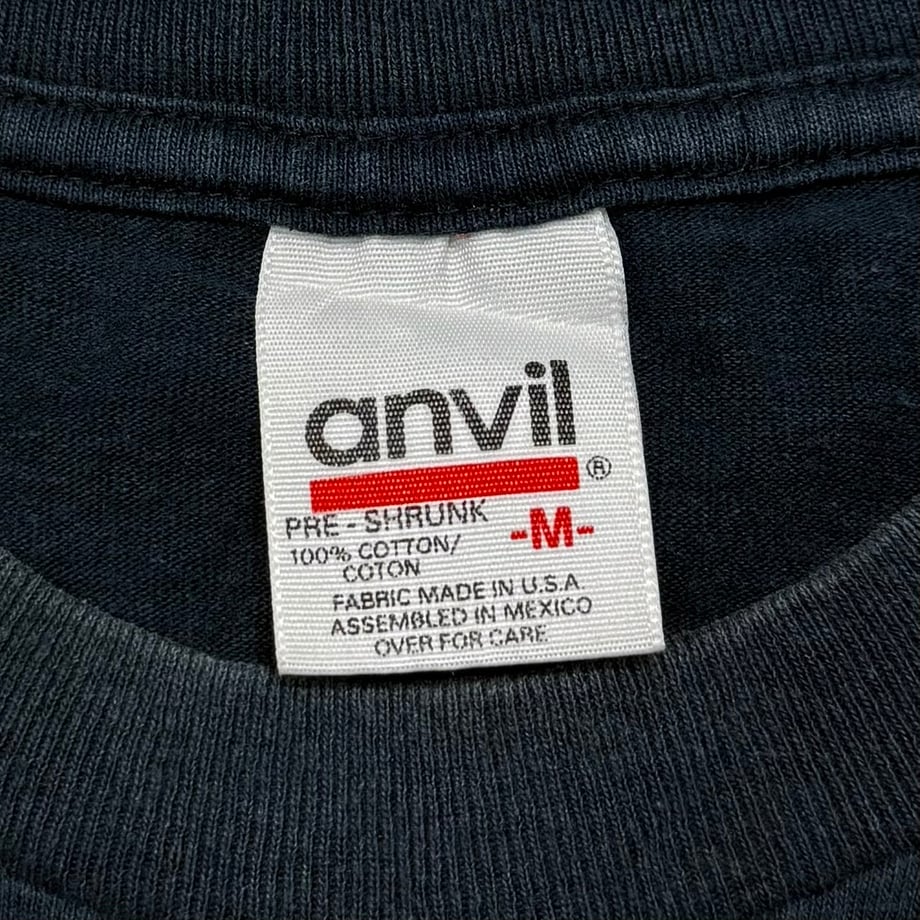 anvil®
PRE - SHRUNK -M-
100% COTTON/
COTON
FABRIC MADE IN U.S.A
ASSEMBLED IN MEXICO
OVER FOR CARE